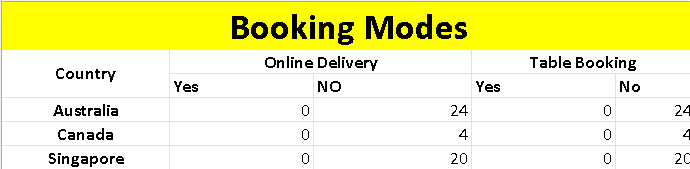 Booking Modes
Country Online Delivery Table Booking
Yes NO Yes No
Australia 0 24 0 24
Canada 0 4 0 4
Singapore 0 20 0 20